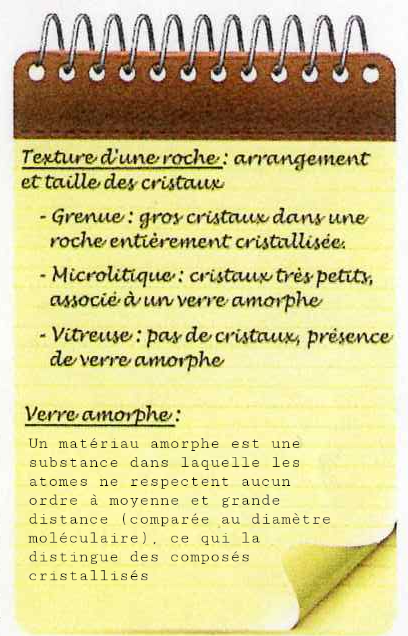 Texture d'une roche : arrangement
et taille des cristaux
- Grenue : gros cristaux dans une
roche entièrement cristallisée.
- Microlitique : cristaux très petits,
associé à un verre amorphe
- Vitreuse : pas de cristaux, présence
de verre amorphe
Verre amorphe :
Un matériau amorphe est une
substance dans laquelle les
atomes ne respectent aucun
ordre à moyenne et grande
distance (comparée au diamètre
moléculaire), ce qui la
distingue des composés
cristallisés